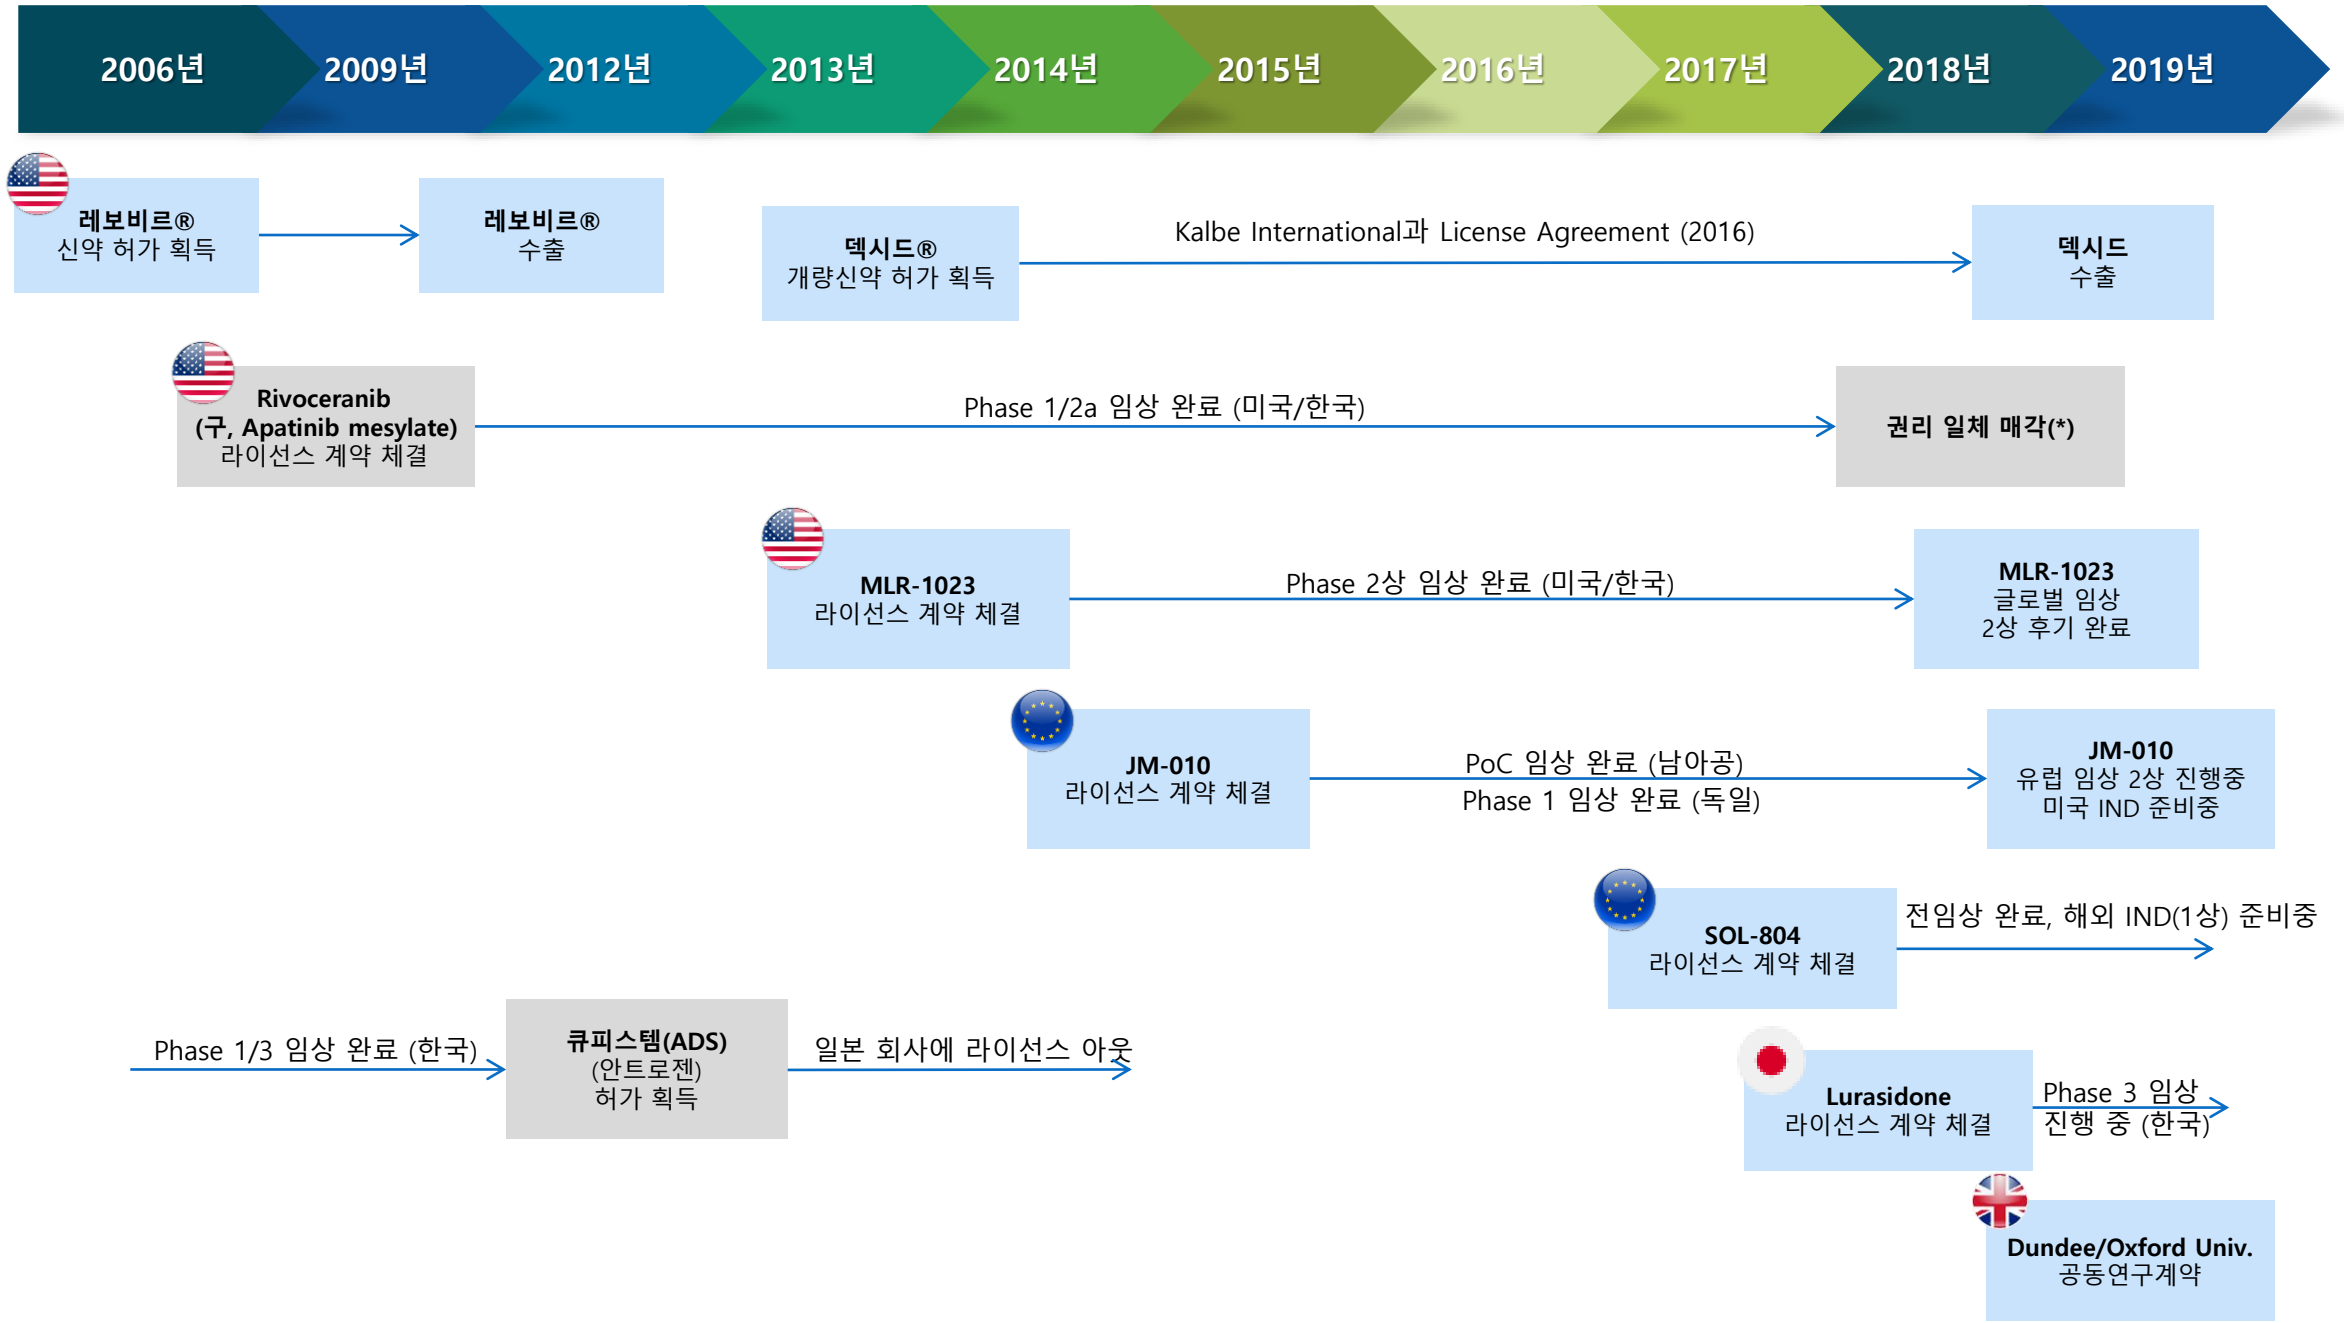 2006년
2009년
2012년
2013년
2014년
2015년
2016년
2017년
2018년
2019년
레보비르®
신약 허가 획득
레보비르®
수출
덱시드®
개량신약 허가 획득
Kalbe International과 License Agreement (2016)
덱시드
수출
Rivoceranib
(구, Apatinib mesylate)
라이선스 계약 체결
Phase 1/2a 임상 완료 (미국/한국)
권리 일체 매각(*)
MLR-1023
라이선스 계약 체결
Phase 2상 임상 완료 (미국/한국)
MLR-1023
글로벌 임상
2상 후기 완료
JM-010
라이선스 계약 체결
PoC 임상 완료 (남아공)
Phase 1 임상 완료 (독일)
JM-010
유럽 임상 2상 진행중
미국 IND 준비중
SOL-804
라이선스 계약 체결
전임상 완료, 해외 IND(1상) 준비중
Phase 1/3 임상 완료 (한국)
큐피스템(ADS)
(안트로젠)
허가 획득
일본 회사에 라이선스 아웃
Lurasidone
라이선스 계약 체결
Phase 3 임상
진행 중 (한국)
Dundee/Oxford Univ.
공동연구계약